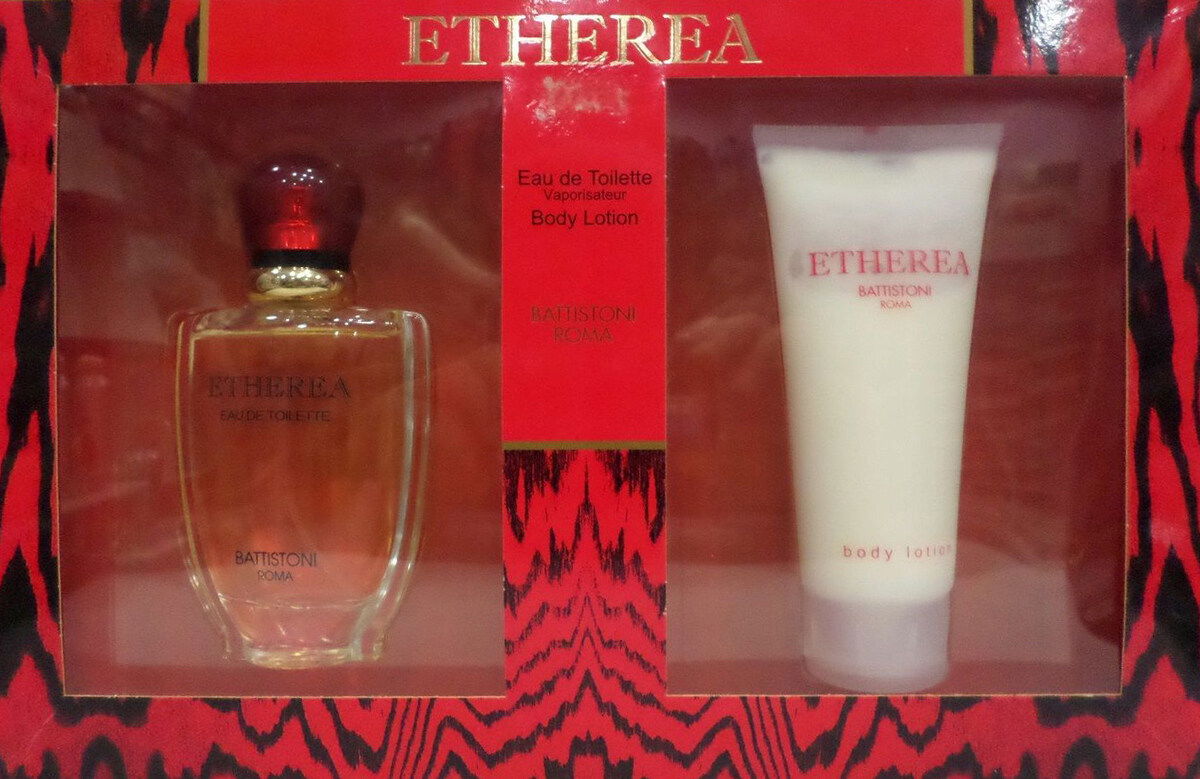 ETHEREA
Eau de Toilette
Vaporisateur
Body Lotion
BATTISTONI
ROMA
ETHEREA
EAU DE TOILETTE
BATTISTONI
ROMA
ETHEREA
BATTISTONI
ROMA
body lotion